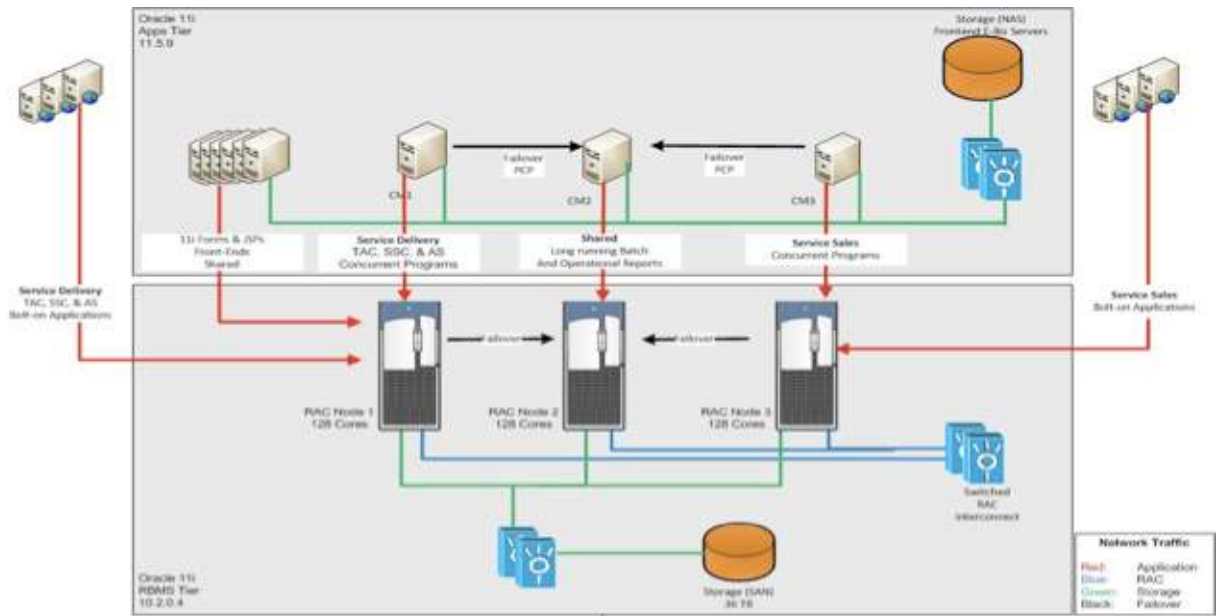 Oracle 11i
Apps Tier
11.5.9
Storage (NAS)
Frontend E-Biz Servers
Failover
PCP
Failover
PCP
CM1
CM2
CM3
11i Forms & JSPs
Front-Ends
Shared
Service Delivery
TAC, SSC, & AS
Concurrent Programs
Shared
Long running Batch
And Operational Reports
Service Sales
Concurrent Programs
Service Delivery
TAC, SSC, & AS
Bolt-on Applications
Service Sales
Bolt-on Applications
Failover
Failover
RAC Node 1
128 Cores
RAC Node 2
128 Cores
RAC Node 3
128 Cores
Switched
RAC
Interconnect
Storage (SAN)
36 TB
Oracle 11i
RBMS Tier
10.2.0.4
Network Traffic
Red: Application
Blue: RAC
Green: Storage
Black: Failover